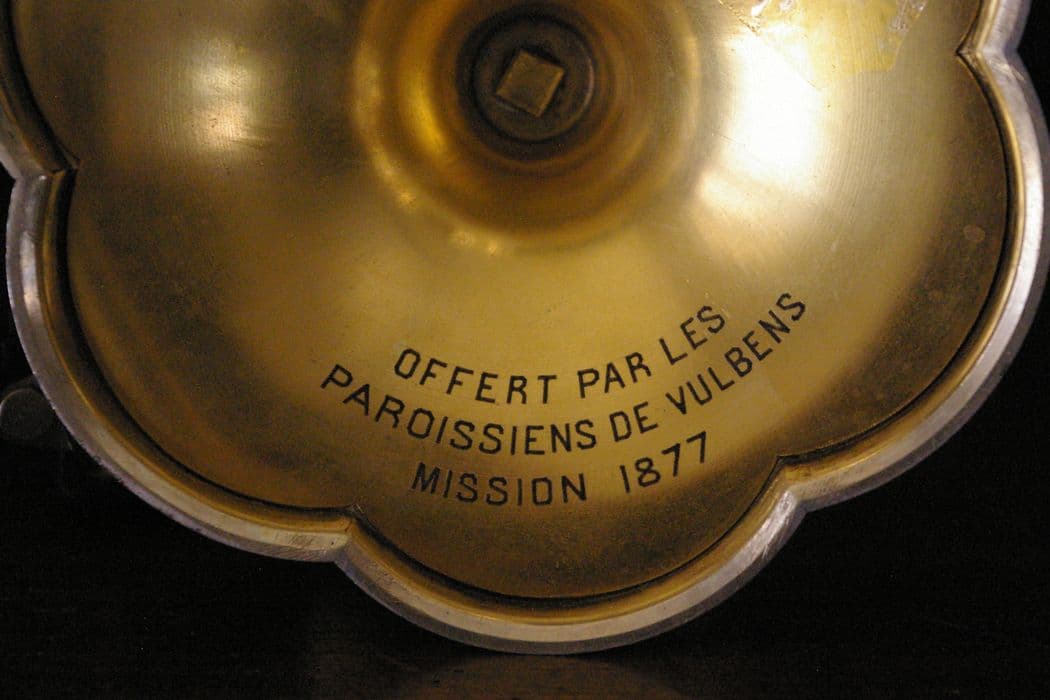 OFFERT PAR LES
PAROISSIENS DE VULBENS
MISSION 1877